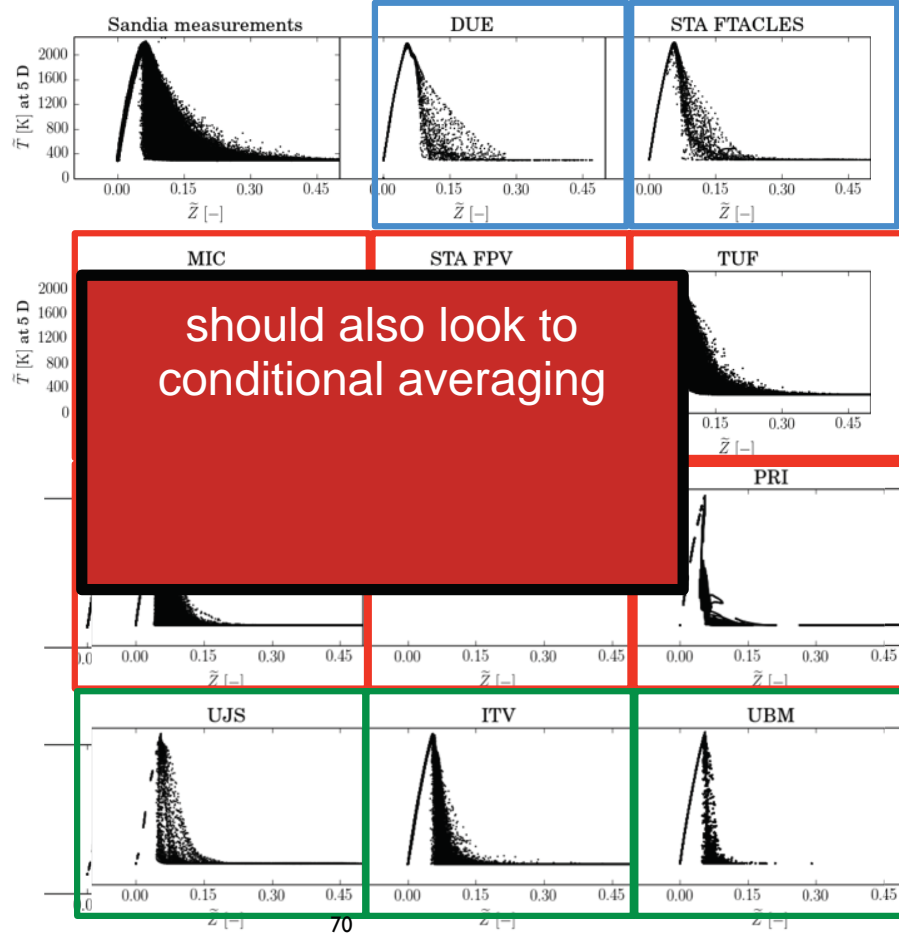 Sandia measurements DUE STA FTACLES
T̃ [K] at 5 D
2000
1600
1200
800
400
0
0.00 0.15 0.30 0.45 0.00 0.15 0.30 0.45 0.00 0.15 0.30 0.45
Z̃ [−] Z̃ [−] Z̃ [−]
MIC STA FPV TUF
T̃ [K] at 5 D
2000
1600
1200
800
400
0
should also look to
conditional averaging
0.15 0.30 0.45
Z̃ [−]
PRI
0.0 0.00 0.15 0.30 0.45 0.00 0.15 0.30 0.45 0.00 0.15 0.30 0.45
Z̃ [−] Z̃ [−] Z̃ [−]
UJS ITV UBM
0.0 0.00 0.15 0.30 0.45 0.00 0.15 0.30 0.45 0.00 0.15 0.30 0.45
Z̃ [−] Z̃ [−] Z̃ [−]
70